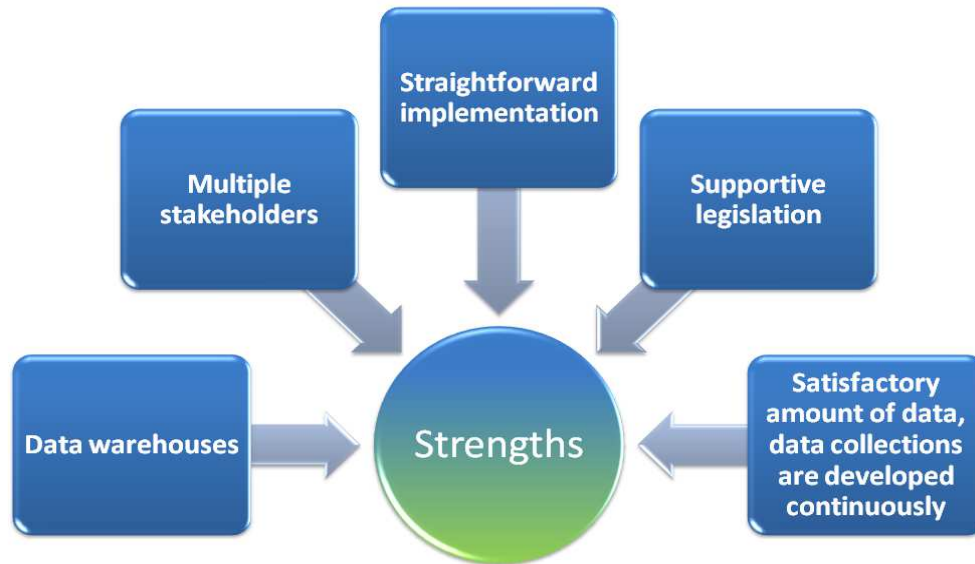 Straightforward
implementation
Multiple
stakeholders
Supportive
legislation
Data warehouses
Strengths
Satisfactory
amount of data,
data collections
are developed
continuously